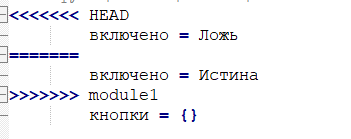 <<<<<<< HEAD
включено = Ложь
=======
включено = Истина
>>>>>>> module1
кнопки = {}